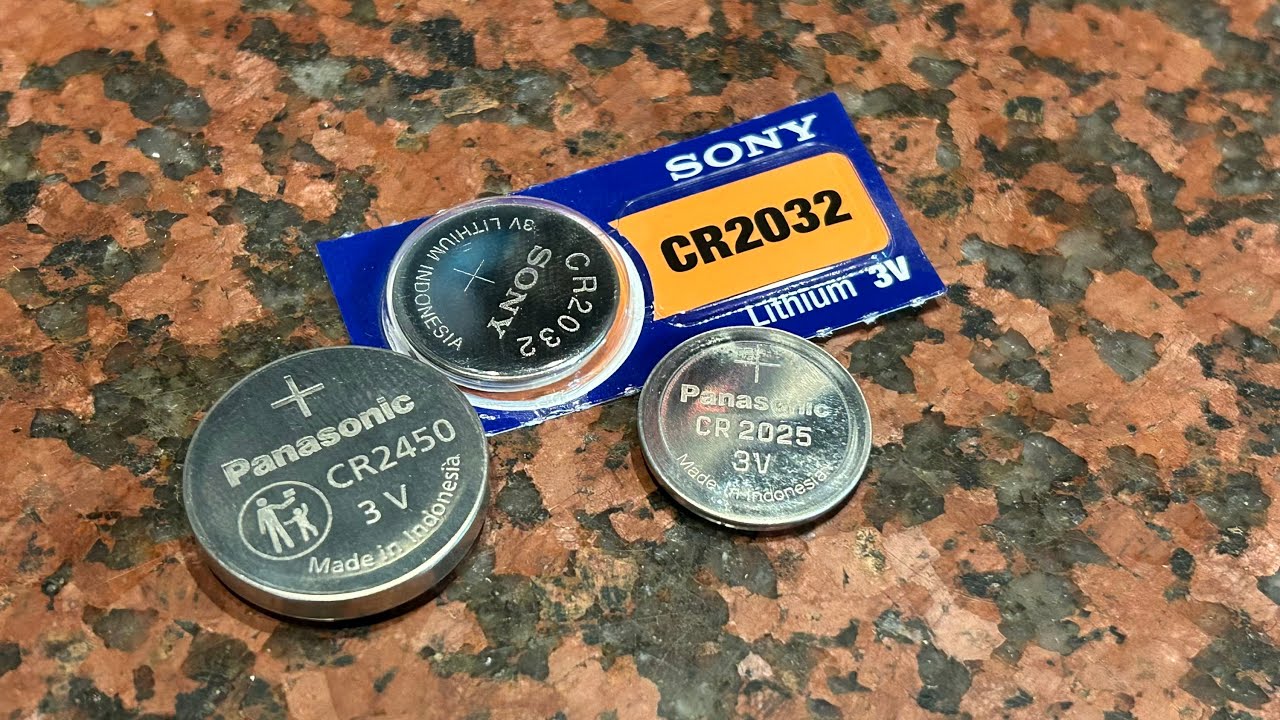 SONY
CR2032
Lithium 3V
CR2032
SONY
3V LITHIUM INDONESIA
+
Panasonic
CR2450
3 V
Made in Indonesia
+
Panasonic
CR 2025
3V
Made in Indonesia
+